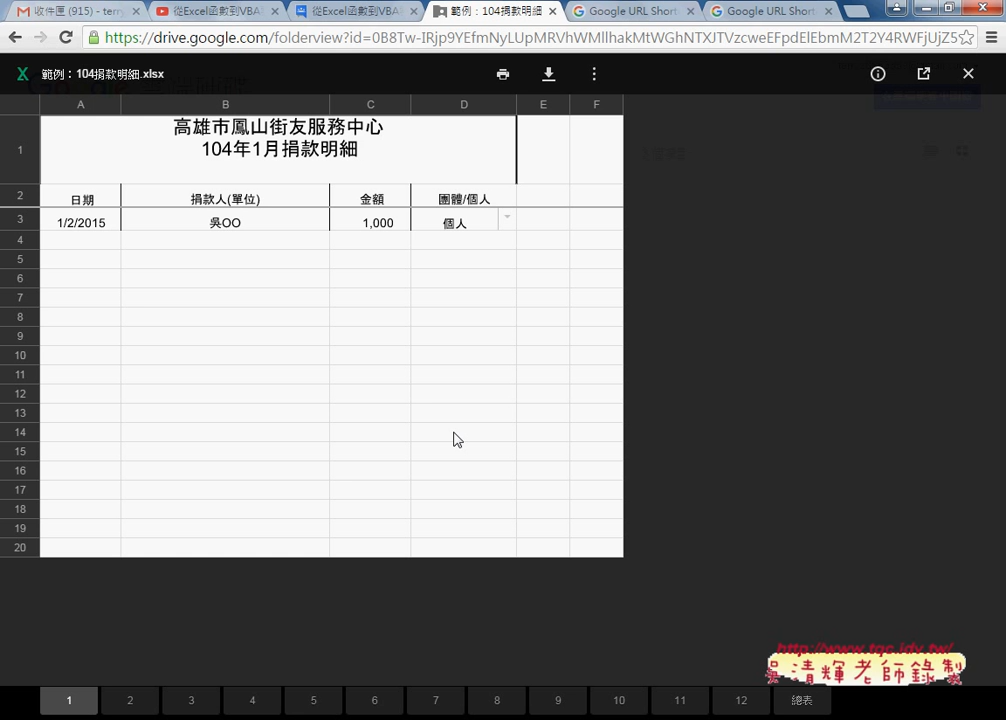 收件匣 (915) - terry
從Excel函數到VBA
從Excel函數到VBA
範例：104捐款明細
Google URL Short
Google URL Short
https://drive.google.com/folderview?id=0B8Tw-IRjp9YEfmNyLUpMRVhWMllhakMtWGhNTXJTVzcweEFpdElEbmM2T2Y4RWFjUjZ5
範例：104捐款明細.xlsx
A B C D E F
1 高雄市鳳山街友服務中心
104年1月捐款明細
2 日期 捐款人(單位) 金額 團體/個人
3 1/2/2015 吳OO 1,000 個人
4
5
6
7
8
9
10
11
12
13
14
15
16
17
18
19
20
http://www.tqc.idv.tw/
吳清輝老師錄製
1 2 3 4 5 6 7 8 9 10 11 12 總表